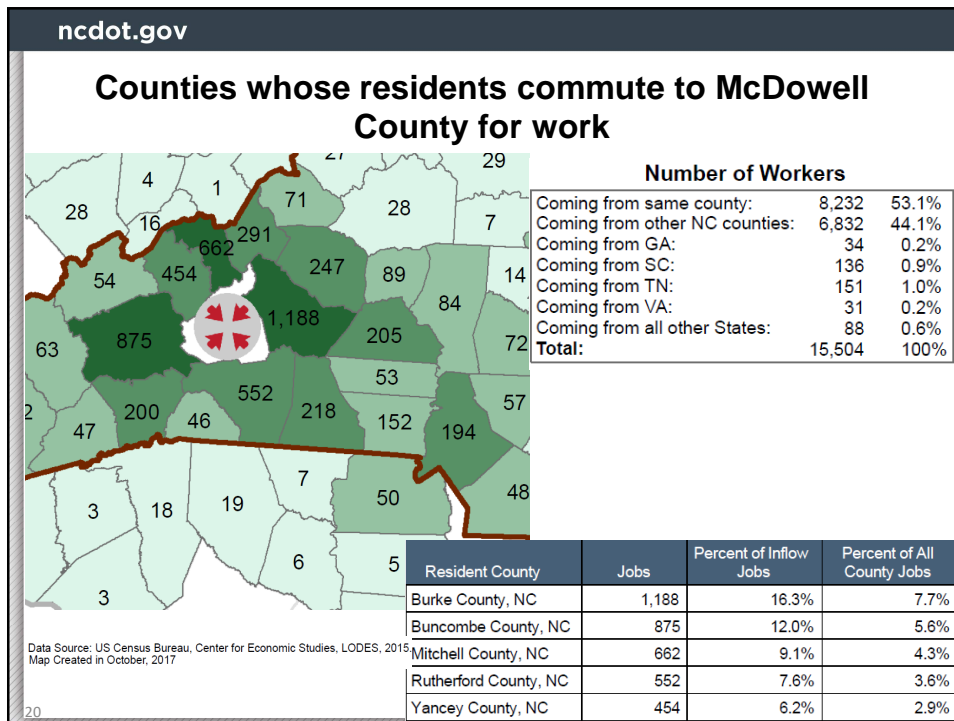 ncdot.gov
Counties whose residents commute to McDowell
County for work
27
29
4
1
71
28
28
16
7
291
662
247
54
454
89
14
84
1,188
875
205
63
72
53
552
57
200
218
46
152
194
47
2
7
50
48
3
18
19
6
5
3
Number of Workers
Coming from same county: 8,232 53.1%
Coming from other NC counties: 6,832 44.1%
Coming from GA: 34 0.2%
Coming from SC: 136 0.9%
Coming from TN: 151 1.0%
Coming from VA: 31 0.2%
Coming from all other States: 88 0.6%
Total: 15,504 100%
Resident County Jobs Percent of Inflow Jobs Percent of All County Jobs
Burke County, NC 1,188 16.3% 7.7%
Buncombe County, NC 875 12.0% 5.6%
Mitchell County, NC 662 9.1% 4.3%
Rutherford County, NC 552 7.6% 3.6%
Yancey County, NC 454 6.2% 2.9%
Data Source: US Census Bureau, Center for Economic Studies, LODES, 2015.
Map Created in October, 2017
20